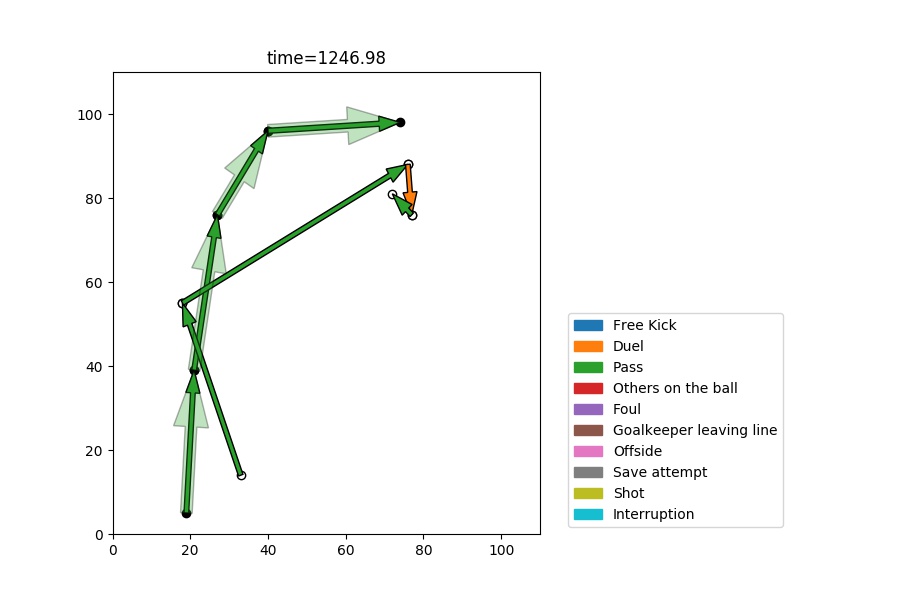 time=1246.98
100
80
60
40
20
0
0
20
40
60
80
100
Free Kick
Duel
Pass
Others on the ball
Foul
Goalkeeper leaving line
Offside
Save attempt
Shot
Interruption